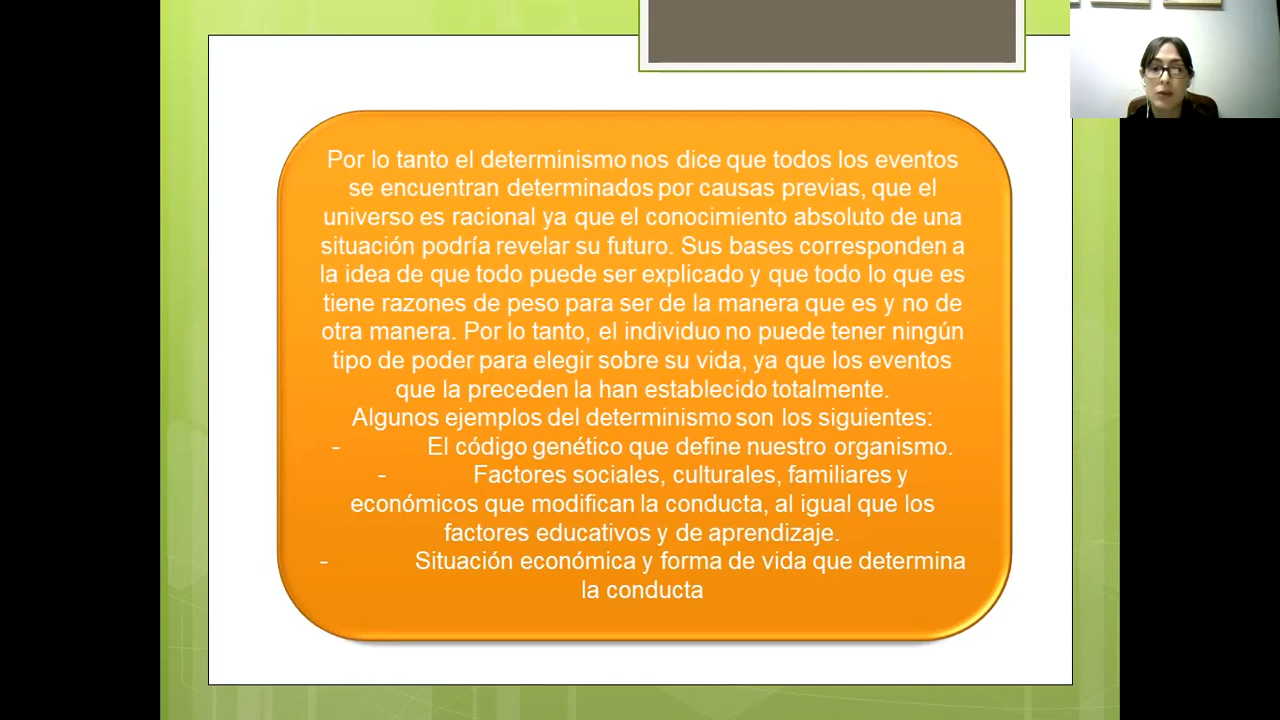 Por lo tanto el determinismo nos dice que todos los eventos
se encuentran determinados por causas previas, que el
universo es racional ya que el conocimiento absoluto de una
situación podría revelar su futuro. Sus bases corresponden a
la idea de que todo puede ser explicado y que todo lo que es
tiene razones de peso para ser de la manera que es y no de
otra manera. Por lo tanto, el individuo no puede tener ningún
tipo de poder para elegir sobre su vida, ya que los eventos
que la preceden la han establecido totalmente.
Algunos ejemplos del determinismo son los siguientes:
- El código genético que define nuestro organismo.
- Factores sociales, culturales, familiares y
económicos que modifican la conducta, al igual que los
factores educativos y de aprendizaje.
- Situación económica y forma de vida que determina
la conducta